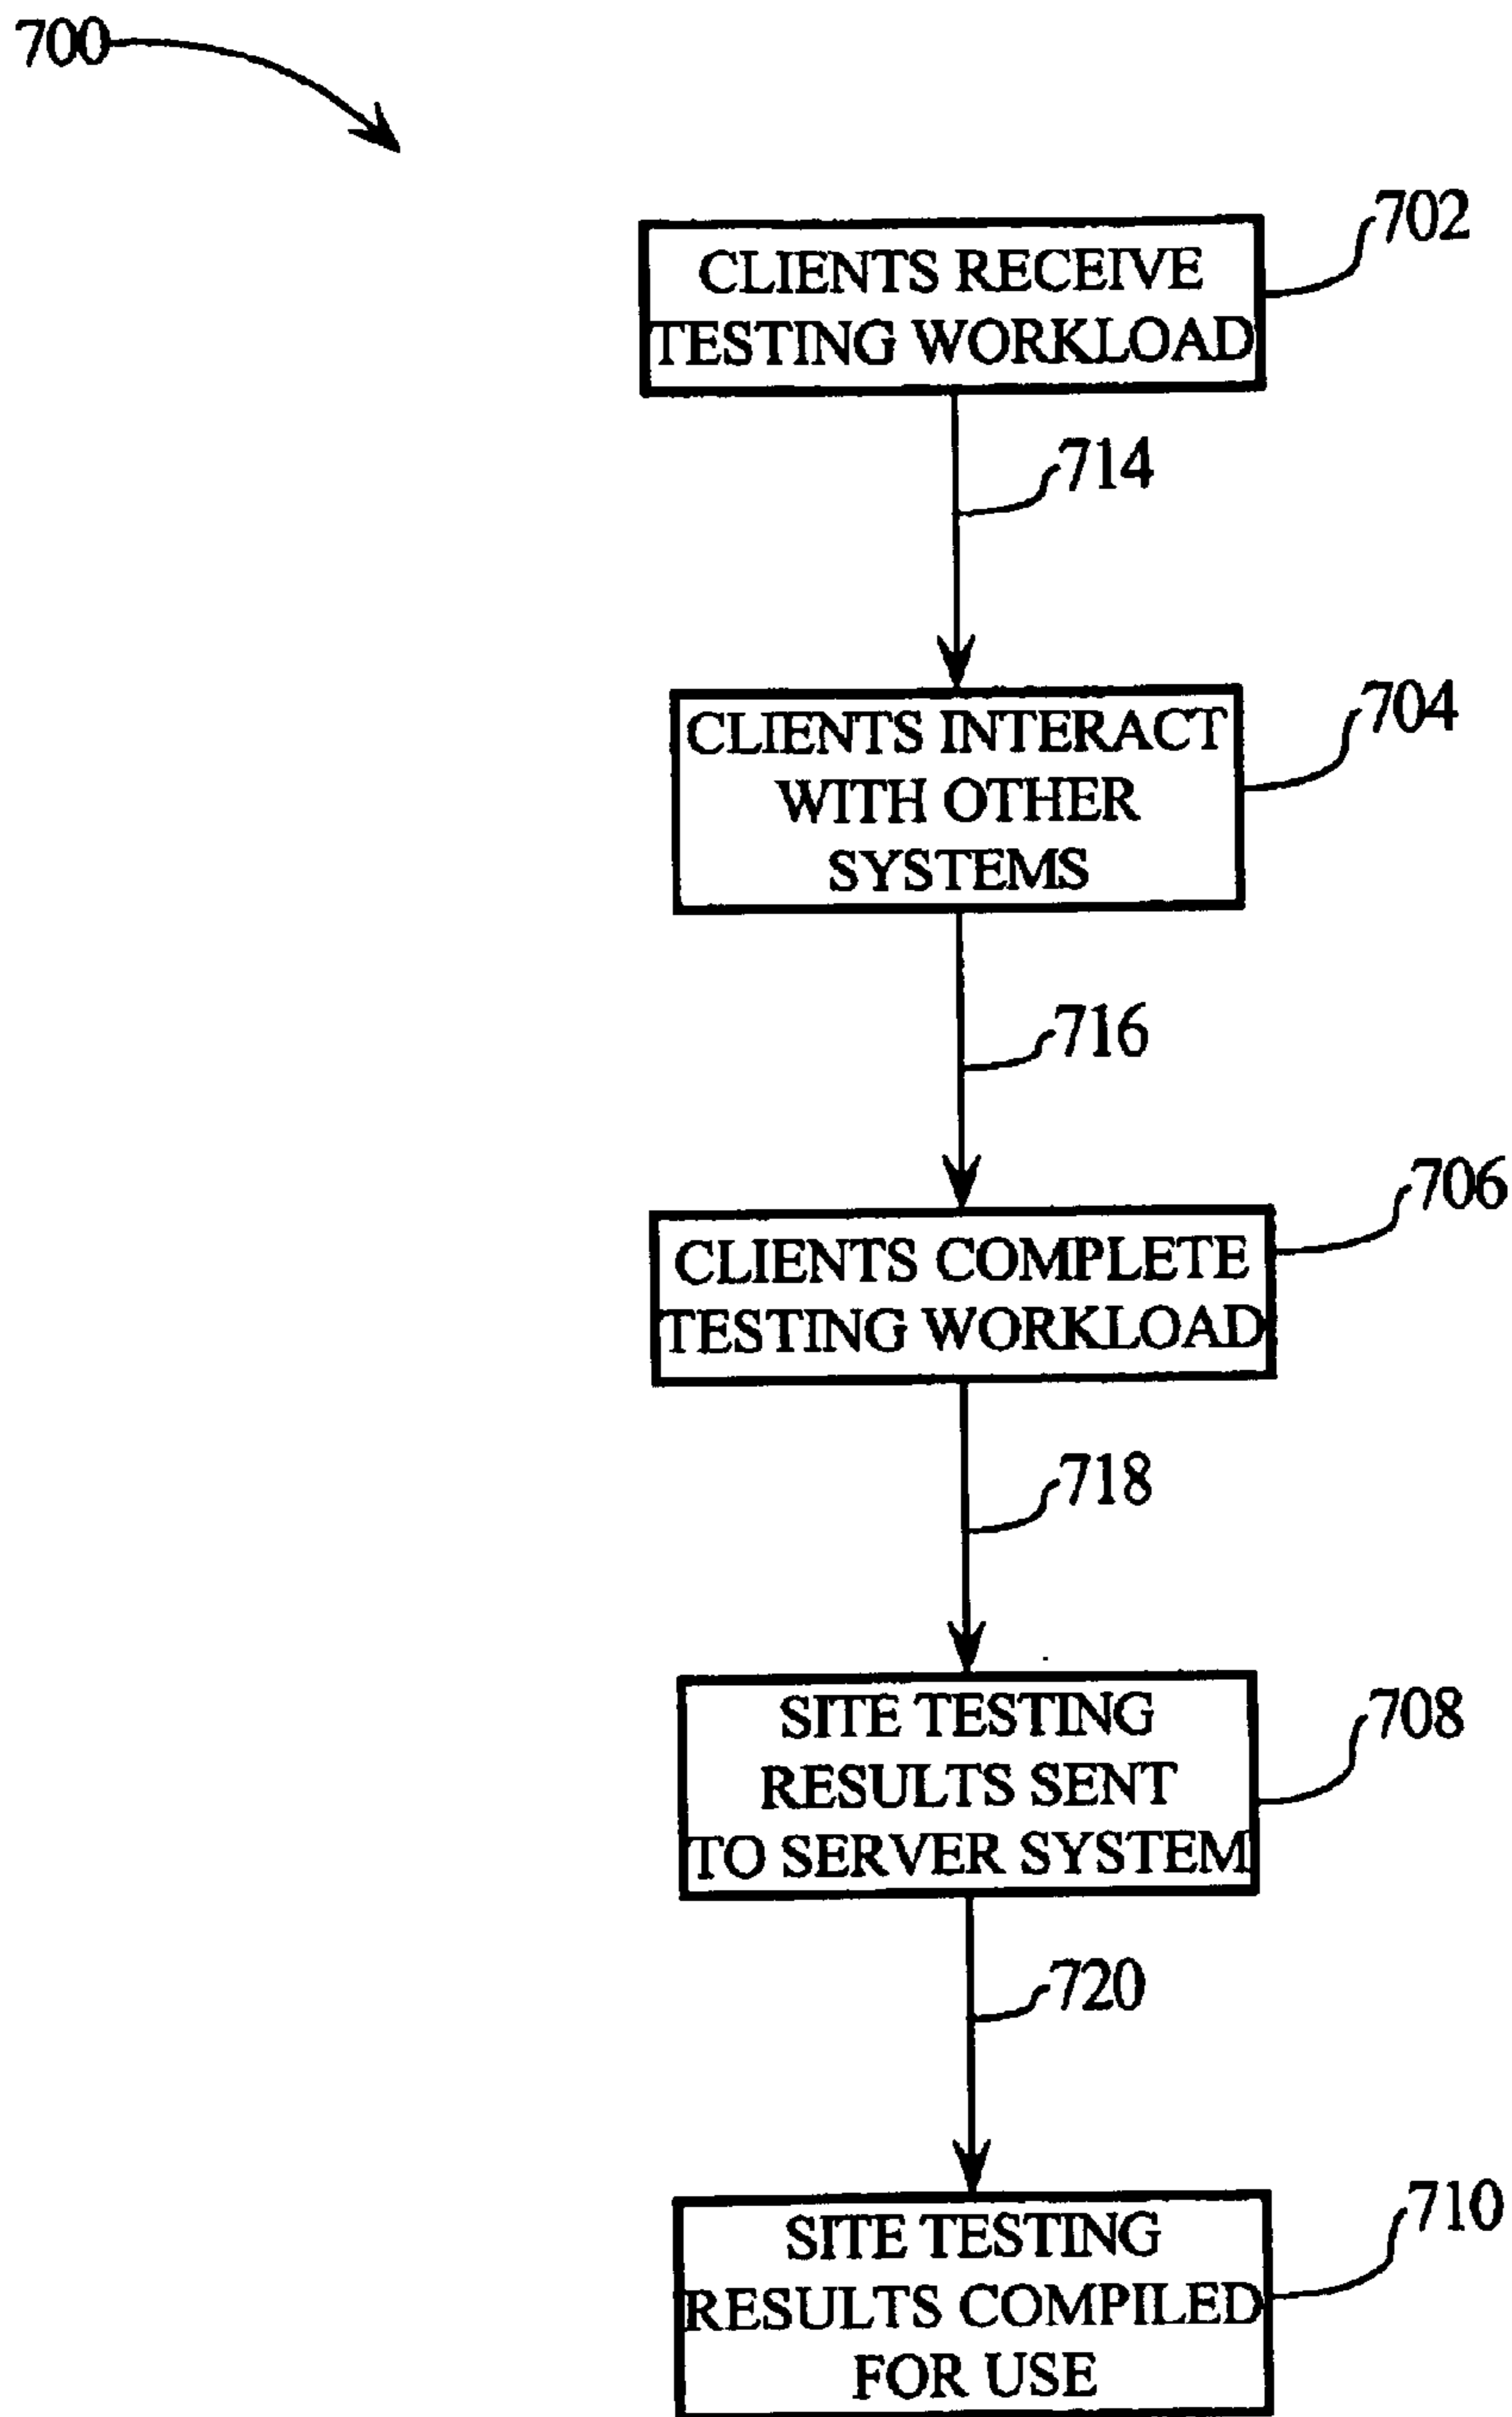 700
702
CLIENTS RECEIVE
TESTING WORKLOAD
714
704
CLIENTS INTERACT
WITH OTHER
SYSTEMS
716
706
CLIENTS COMPLETE
TESTING WORKLOAD
718
708
SITE TESTING
RESULTS SENT
TO SERVER SYSTEM
720
710
SITE TESTING
RESULTS COMPILED
FOR USE